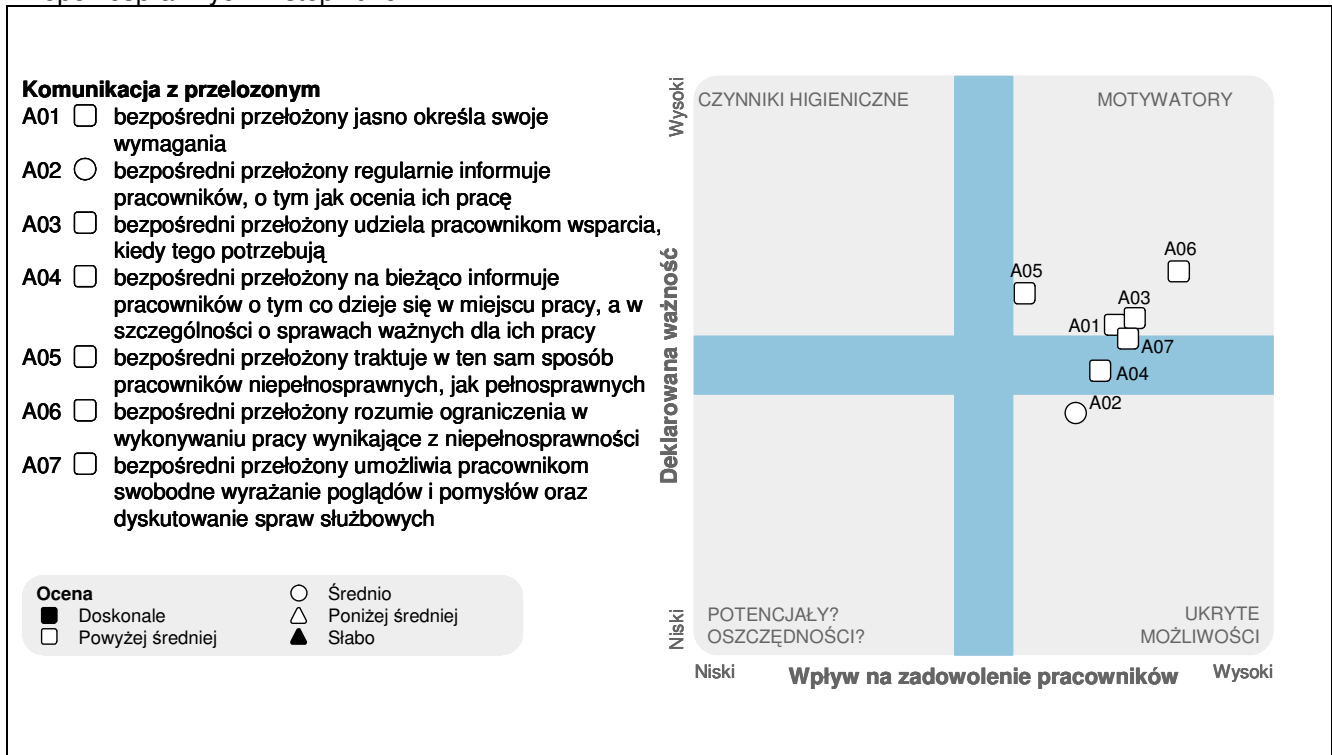 Komunikacja z przelozonym
A01 bezpośredni przełożony jasno określa swoje
wymagania
A02 bezpośredni przełożony regularnie informuje
pracowników, o tym jak ocenia ich pracę
A03 bezpośredni przełożony udziela pracownikom wsparcia,
kiedy tego potrzebują
A04 bezpośredni przełożony na bieżąco informuje
pracowników o tym co dzieje się w miejscu pracy, a w
szczególności o sprawach ważnych dla ich pracy
A05 bezpośredni przełożony traktuje w ten sam sposób
pracowników niepełnosprawnych, jak pełnosprawnych
A06 bezpośredni przełożony rozumie ograniczenia w
wykonywaniu pracy wynikające z niepełnosprawności
A07 bezpośredni przełożony umożliwia pracownikom
swobodne wyrażanie poglądów i pomysłów oraz
dyskutowanie spraw służbowych
Ocena
Doskonale
Powyżej średniej
Średnio
Poniżej średniej
Słabo
Wysoki
Deklarowana ważność
Niski
CZYNNIKI HIGIENICZNE
MOTYWATORY
A06
A05
A03
A01
A07
A04
A02
POTENCJAŁY?
OSZCZĘDNOŚCI?
UKRYTE
MOŻLIWOŚCI
Niski
Wpływ na zadowolenie pracowników
Wysoki